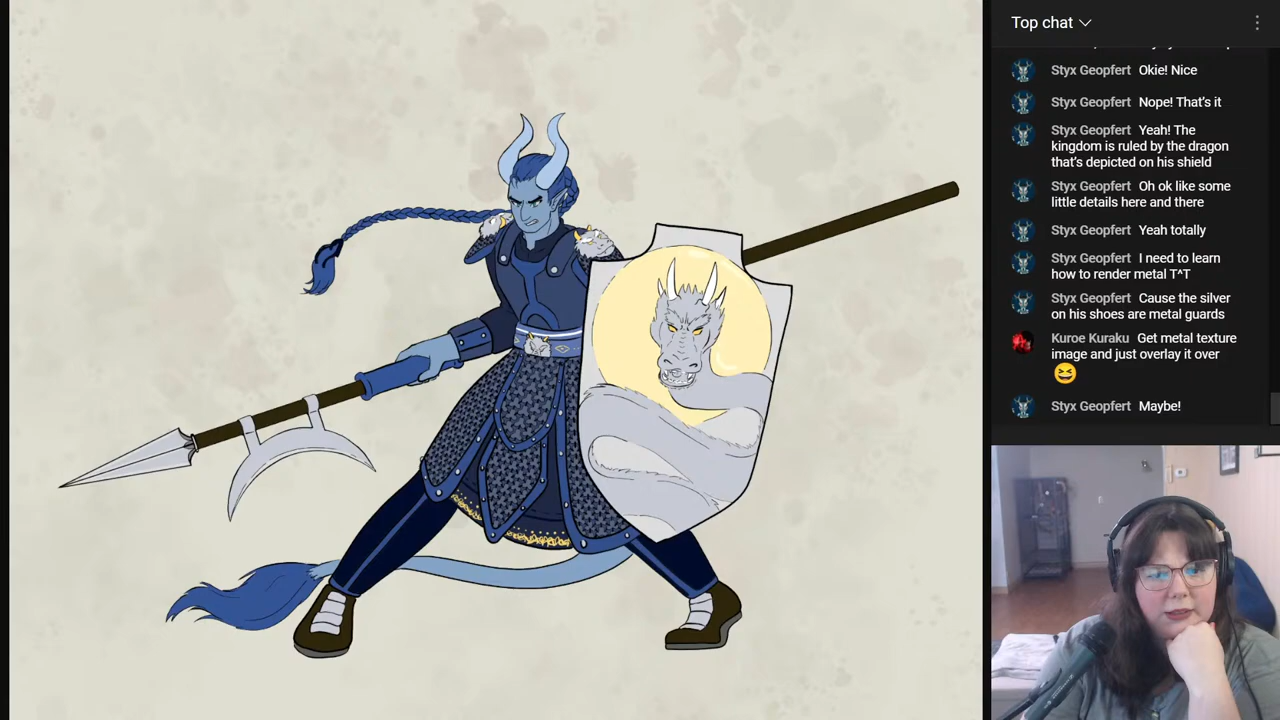 Top chat
Styx Geopfert Okie! Nice
Styx Geopfert Nope! That's it
Styx Geopfert Yeah! The
kingdom is ruled by the dragon
that's depicted on his shield
Styx Geopfert Oh ok like some
little details here and there
Styx Geopfert Yeah totally
Styx Geopfert I need to learn
how to render metal T^T
Styx Geopfert Cause the silver
on his shoes are metal guards
Kuroe Kuraku Get metal texture
image and just overlay it over
Styx Geopfert Maybe!